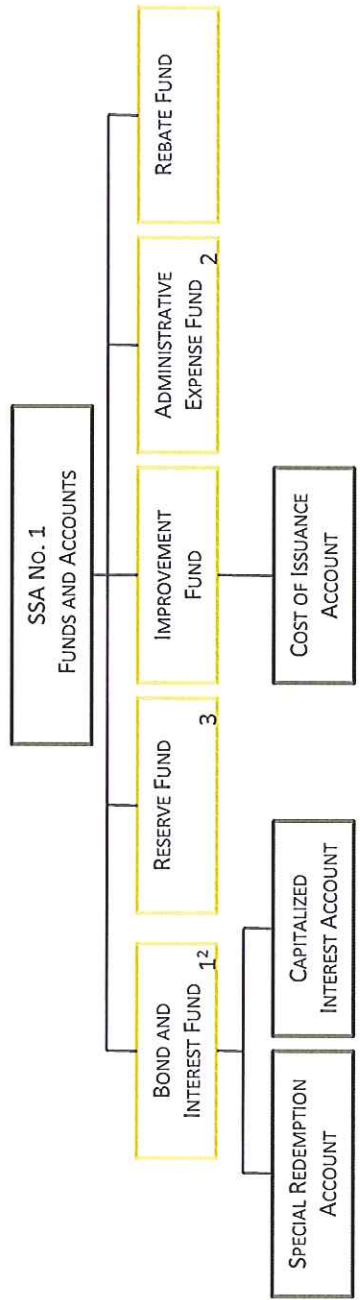 SSA No. 1
FUNDS AND ACCOUNTS
BOND AND
INTEREST FUND
1²
RESERVE FUND
3
IMPROVEMENT
FUND
ADMINISTRATIVE
EXPENSE FUND
2
REBATE FUND
SPECIAL REDEMPTION
ACCOUNT
CAPITALIZED
INTEREST ACCOUNT
COST OF ISSUANCE
ACCOUNT